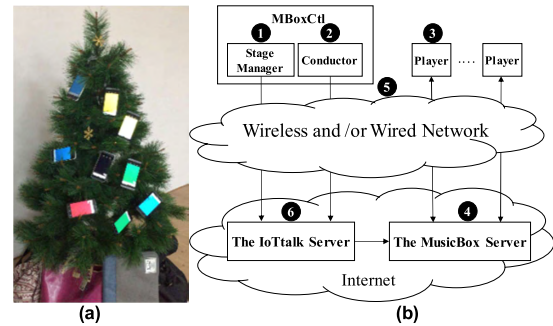 MBoxCtl
1
2
3
Stage
Manager
Conductor
Player
....
Player
5
Wireless and /or Wired Network
6
4
The IoTtalk Server
The MusicBox Server
Internet
(a)
(b)